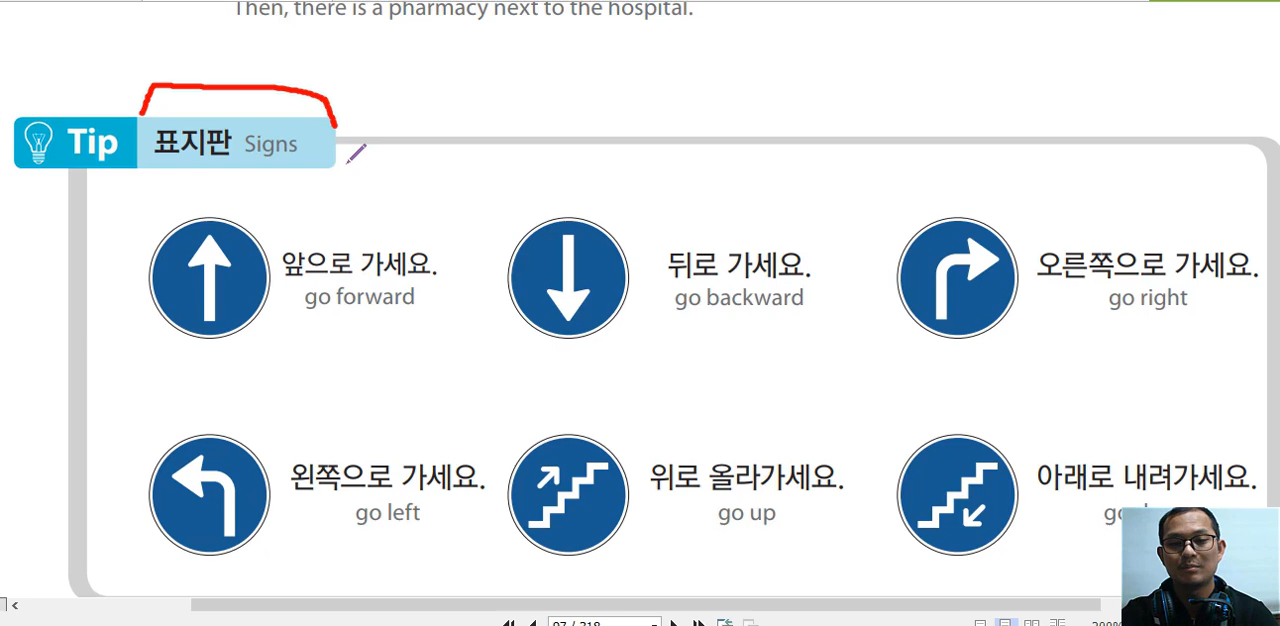 Then, there is a pharmacy next to the hospital.
Tip 표지판 Signs
앞으로 가세요. 뒤로 가세요. 오른쪽으로 가세요.
go forward go backward go right
왼쪽으로 가세요. 위로 올라가세요. 아래로 내려가세요.
go left go up